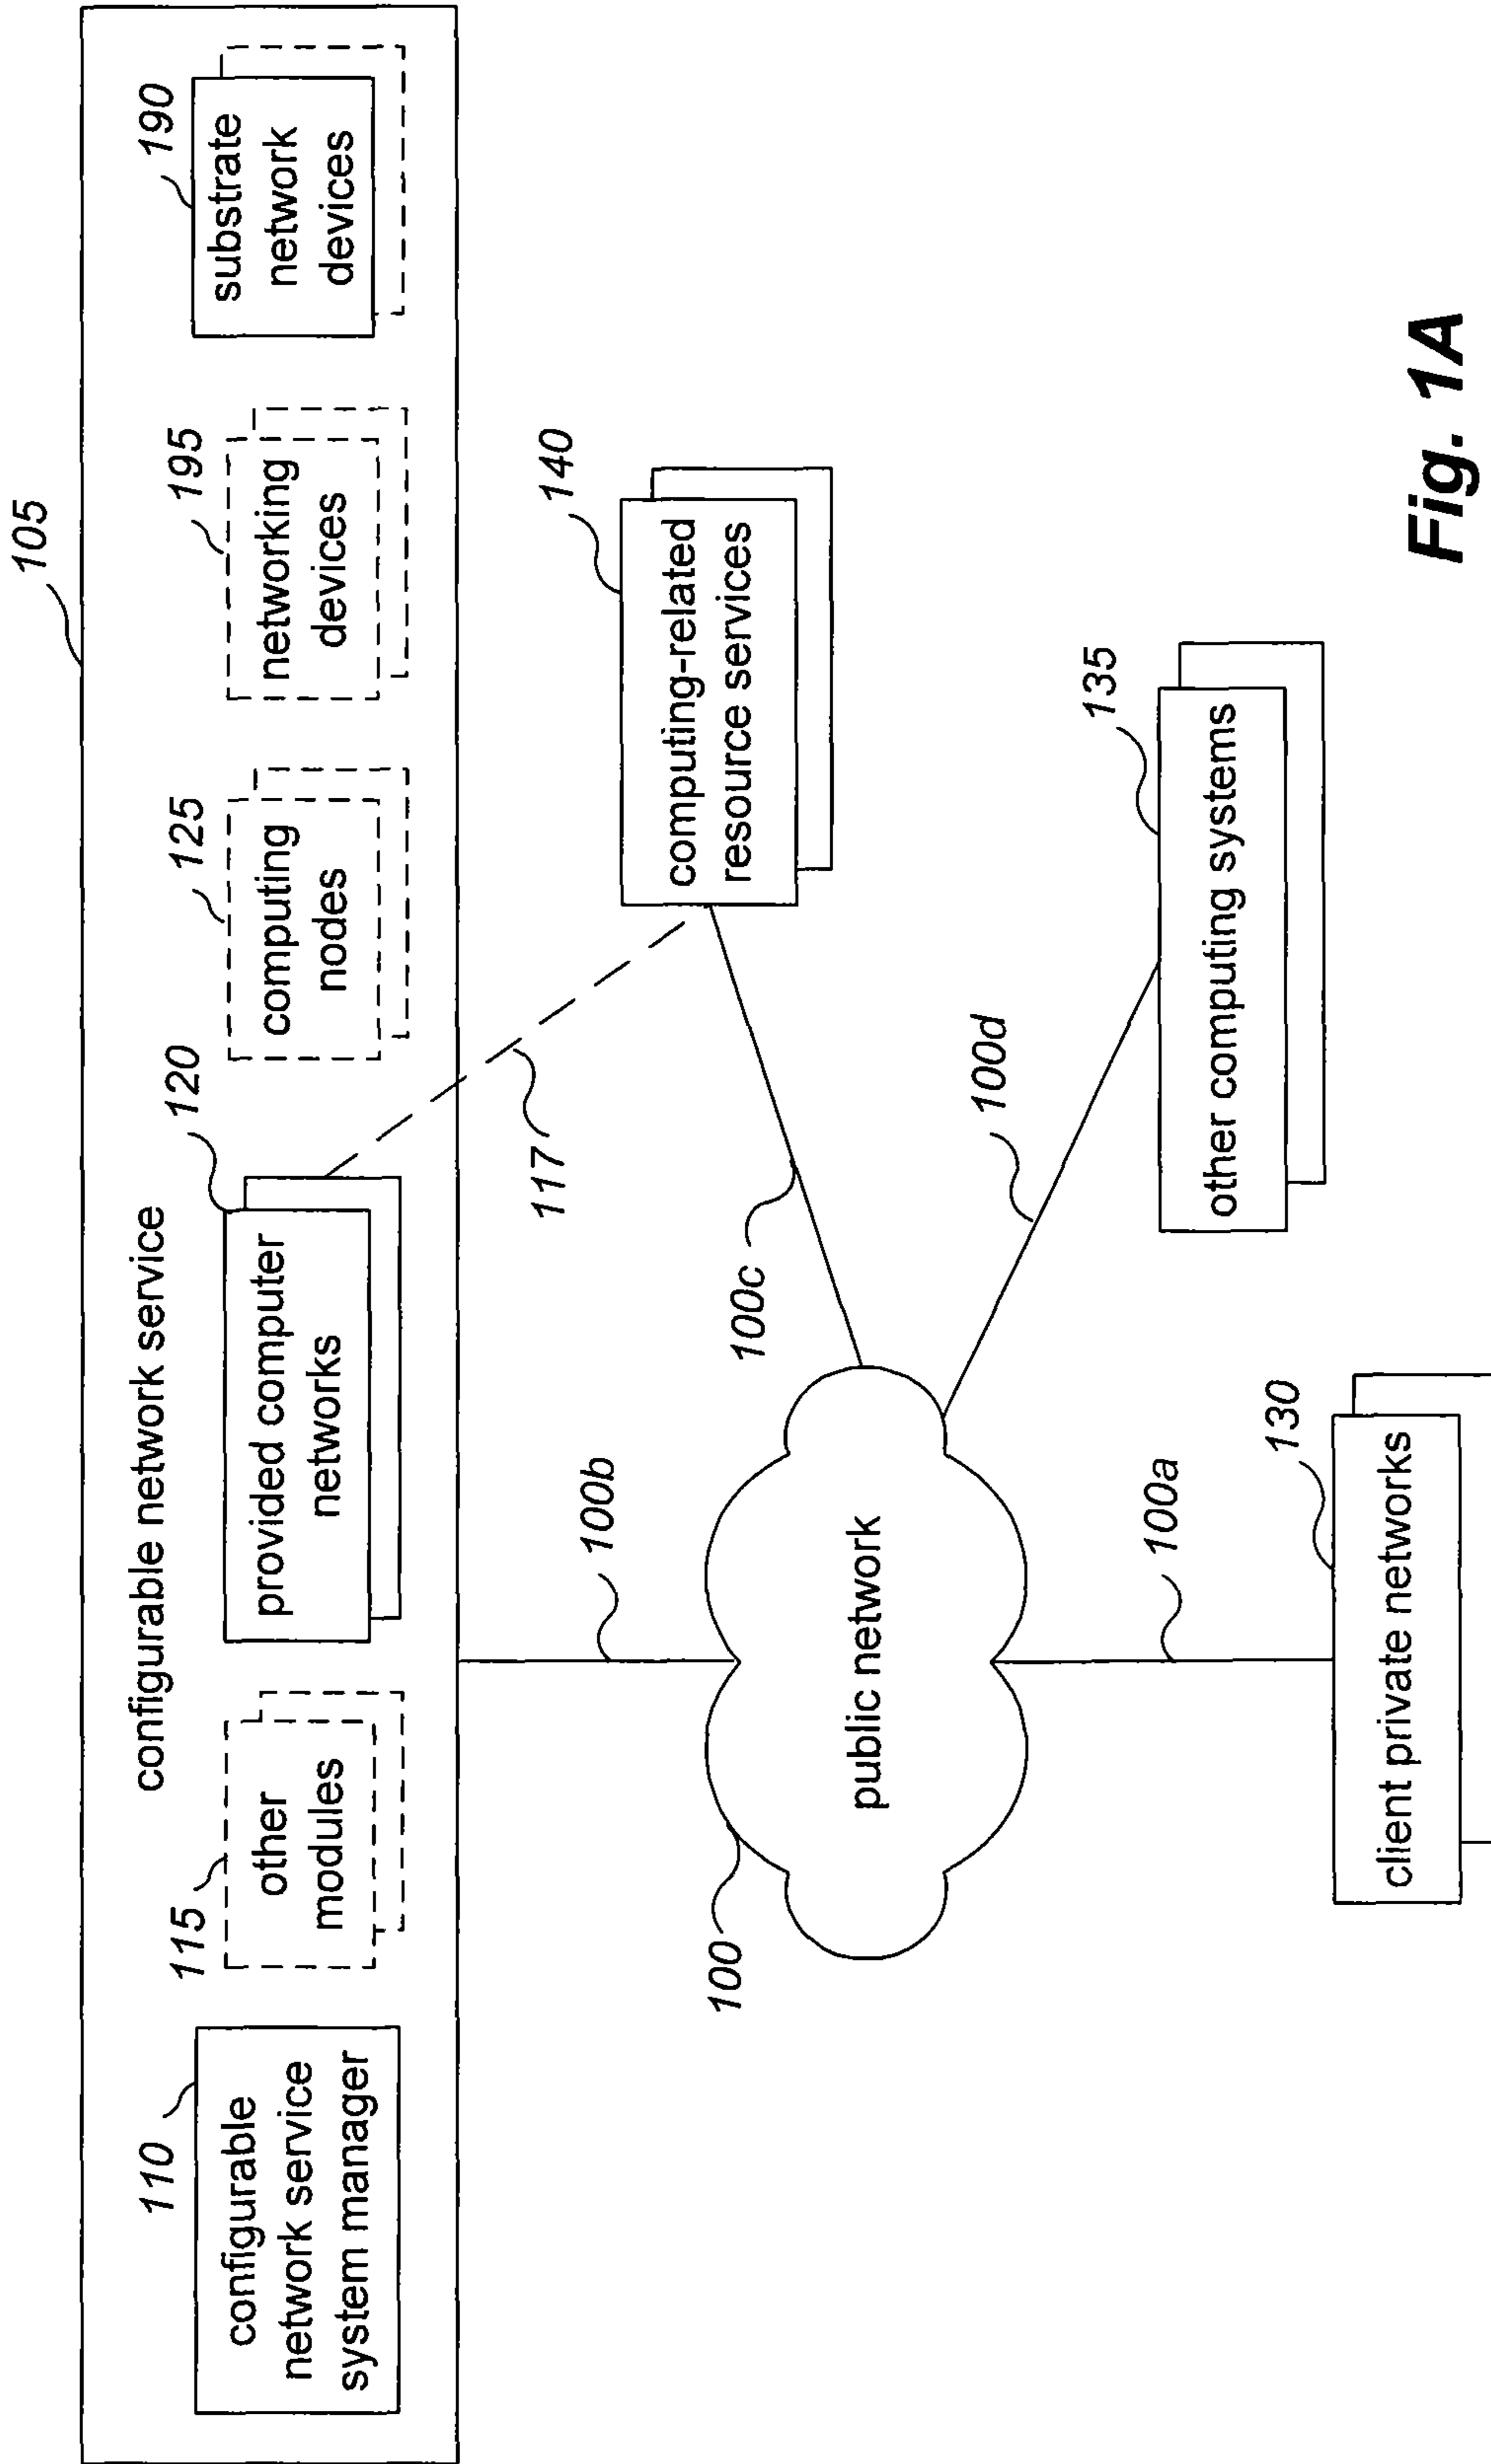 105
configurable network service
110
configurable
network service
system manager
115
other
modules
120
provided computer
networks
125
computing
nodes
195
networking
devices
190
substrate
network
devices
117
100b
140
computing-related
resource services
100c
100
public network
100d
135
other computing systems
100a
130
client private networks
Fig. 1A